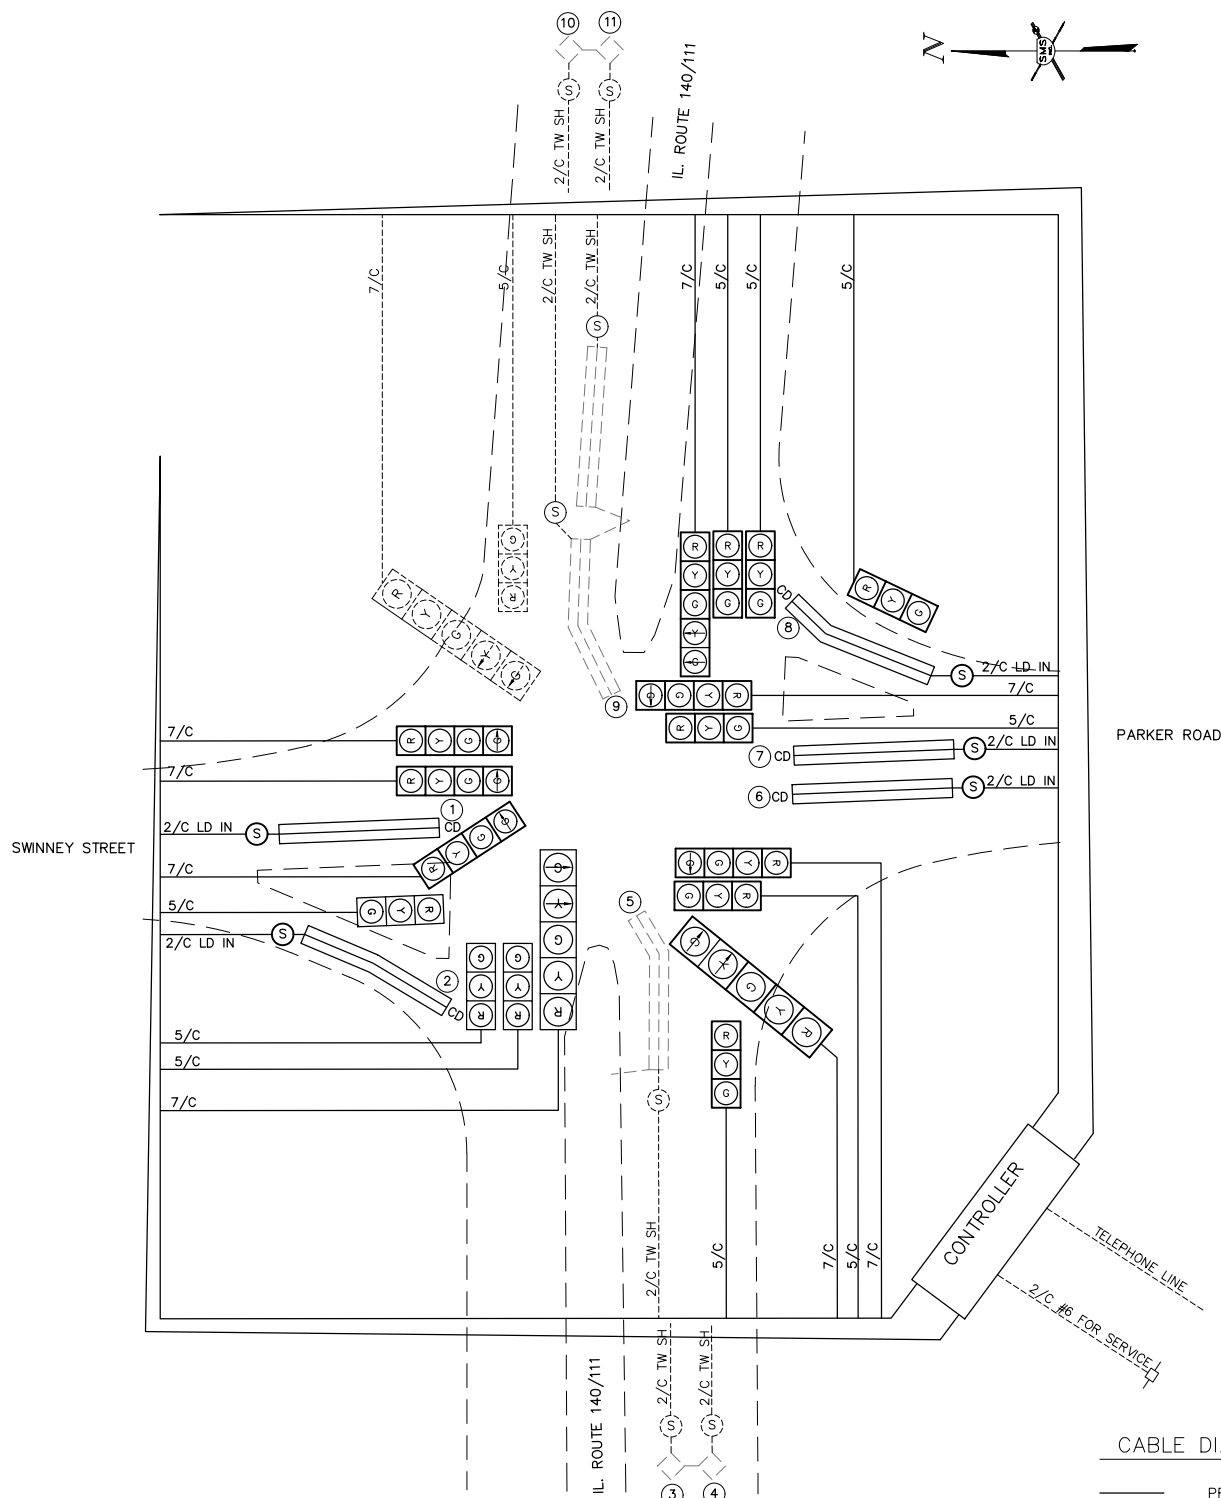 10 11
N
SMS
S S
2/C TW SH 2/C TW SH
IL. ROUTE 140/111
7/C 5/C 2/C TW SH 2/C TW SH 7/C 5/C 5/C 5/C
S
S
G Y R
R Y G Y G
R Y G Y G
R Y G
R Y G
R Y G
CD
8
S 2/C LD IN
7/C
G G Y R
9
R Y G
5/C
PARKER ROAD
7/C
R Y G G
7 CD S 2/C LD IN
7/C
R Y G G
6 CD S 2/C LD IN
1
CD
2/C LD IN S
SWINNEY STREET
R Y G G
7/C
5/C
G Y R
2/C LD IN S
2
CD
G Y R
G Y R
G Y G Y R
5
G G Y R
G Y R
G Y G Y R
R Y G
5/C
5/C
7/C
S
2/C TW SH
5/C 7/C 5/C 7/C
CONTROLLER
TELEPHONE LINE
2/C #6 FOR SERVICE
IL. ROUTE 140/111
2/C TW SH 2/C TW SH
S S
3 4
CABLE DI